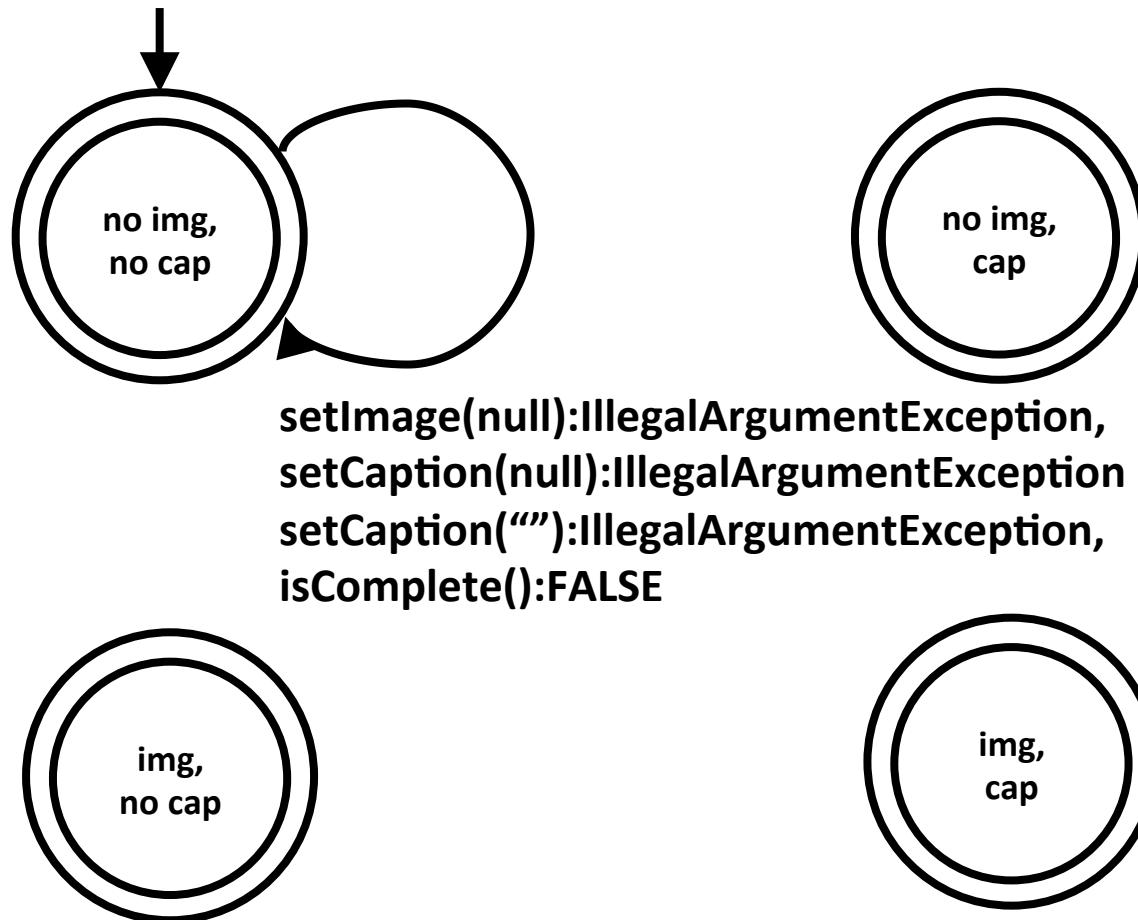 no img,
no cap
no img,
cap
setImage(null):IllegalArgumentException,
setCaption(null):IllegalArgumentException
setCaption(“”):IllegalArgumentException,
isComplete():FALSE
img,
no cap
img,
cap